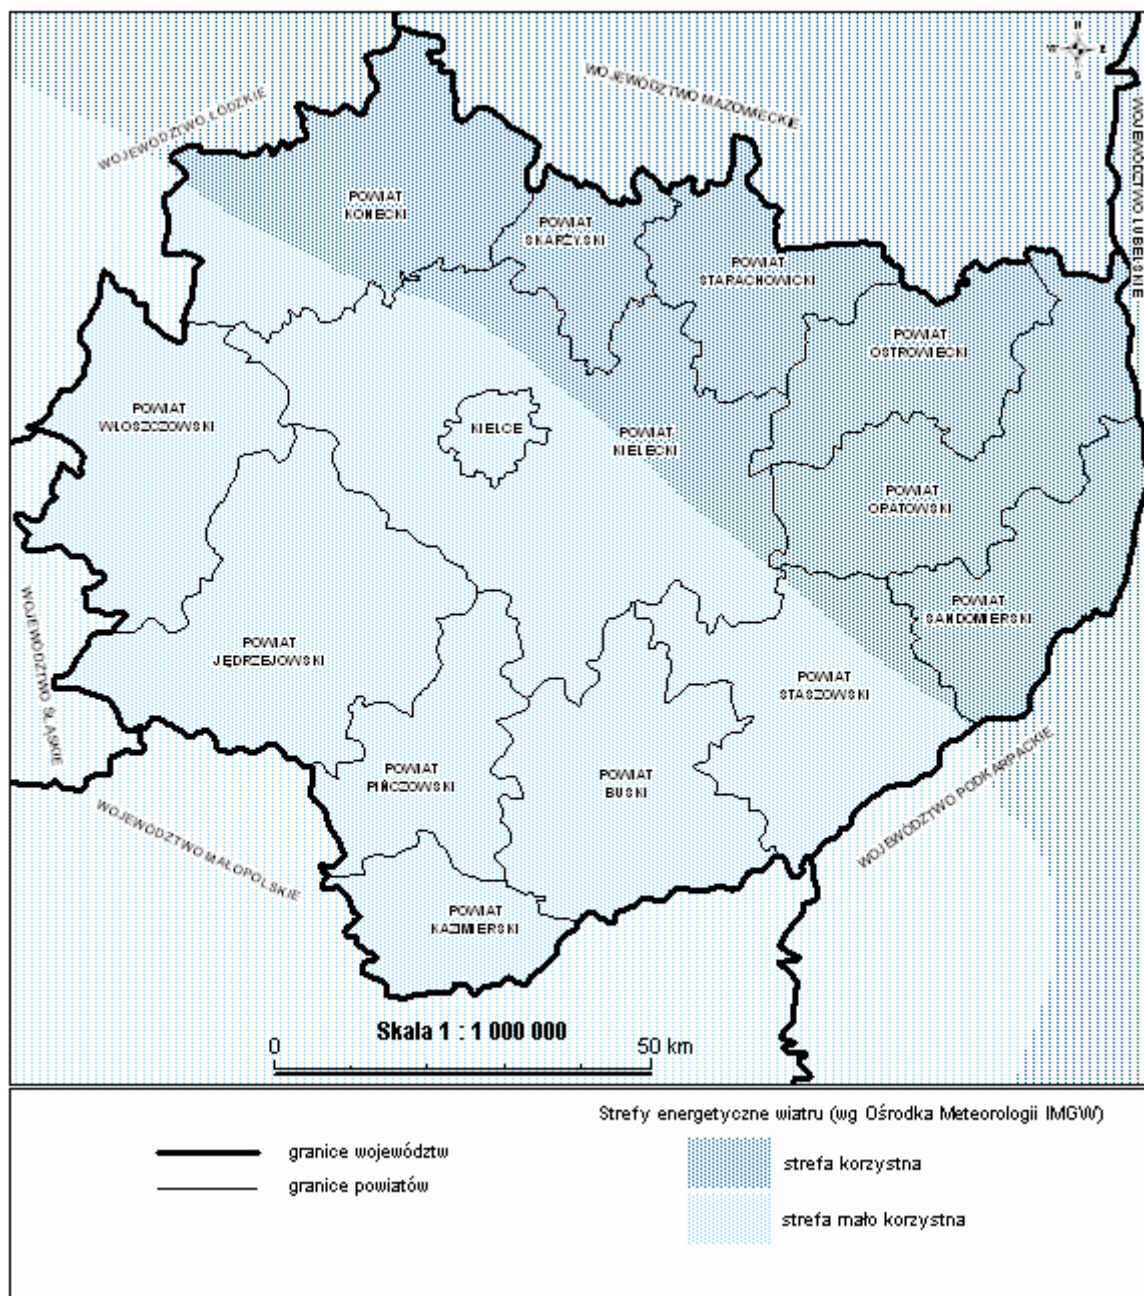 N
W E
S
WOJEWÓDZTWO ŁÓDZKIE
WOJEWÓDZTWO MAZOWIECKIE
WOJEWÓDZTWO LUBELSKIE
POWIAT
KONECKI
POWIAT
SKARŻYSKI
POWIAT
STARACHOWICKI
POWIAT
OSTROWIECKI
POWIAT
WŁOSZCZOWSKI
KIELCE
POWIAT
KIELECKI
POWIAT
OPATOWSKI
POWIAT
SANDOMIERSKI
WOJEWÓDZTWO ŚLĄSKIE
POWIAT
JĘDRZEJOWSKI
POWIAT
STASZOWSKI
POWIAT
PIŃCZOWSKI
POWIAT
BUSKI
WOJEWÓDZTWO PODKARPACKIE
WOJEWÓDZTWO MAŁOPOLSKIE
POWIAT
KAZIMIERSKI
Skala 1 : 1 000 000
0 50 km
Strefy energetyczne wiatru (wg Ośrodka Meteorologii IMGW)
granice województw
strefa korzystna
granice powiatów
strefa mało korzystna